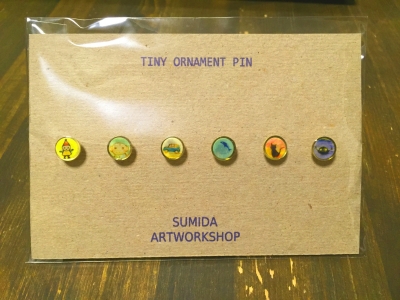 TINY ORNAMENT PIN
SUMIDA
ARTWORKSHOP